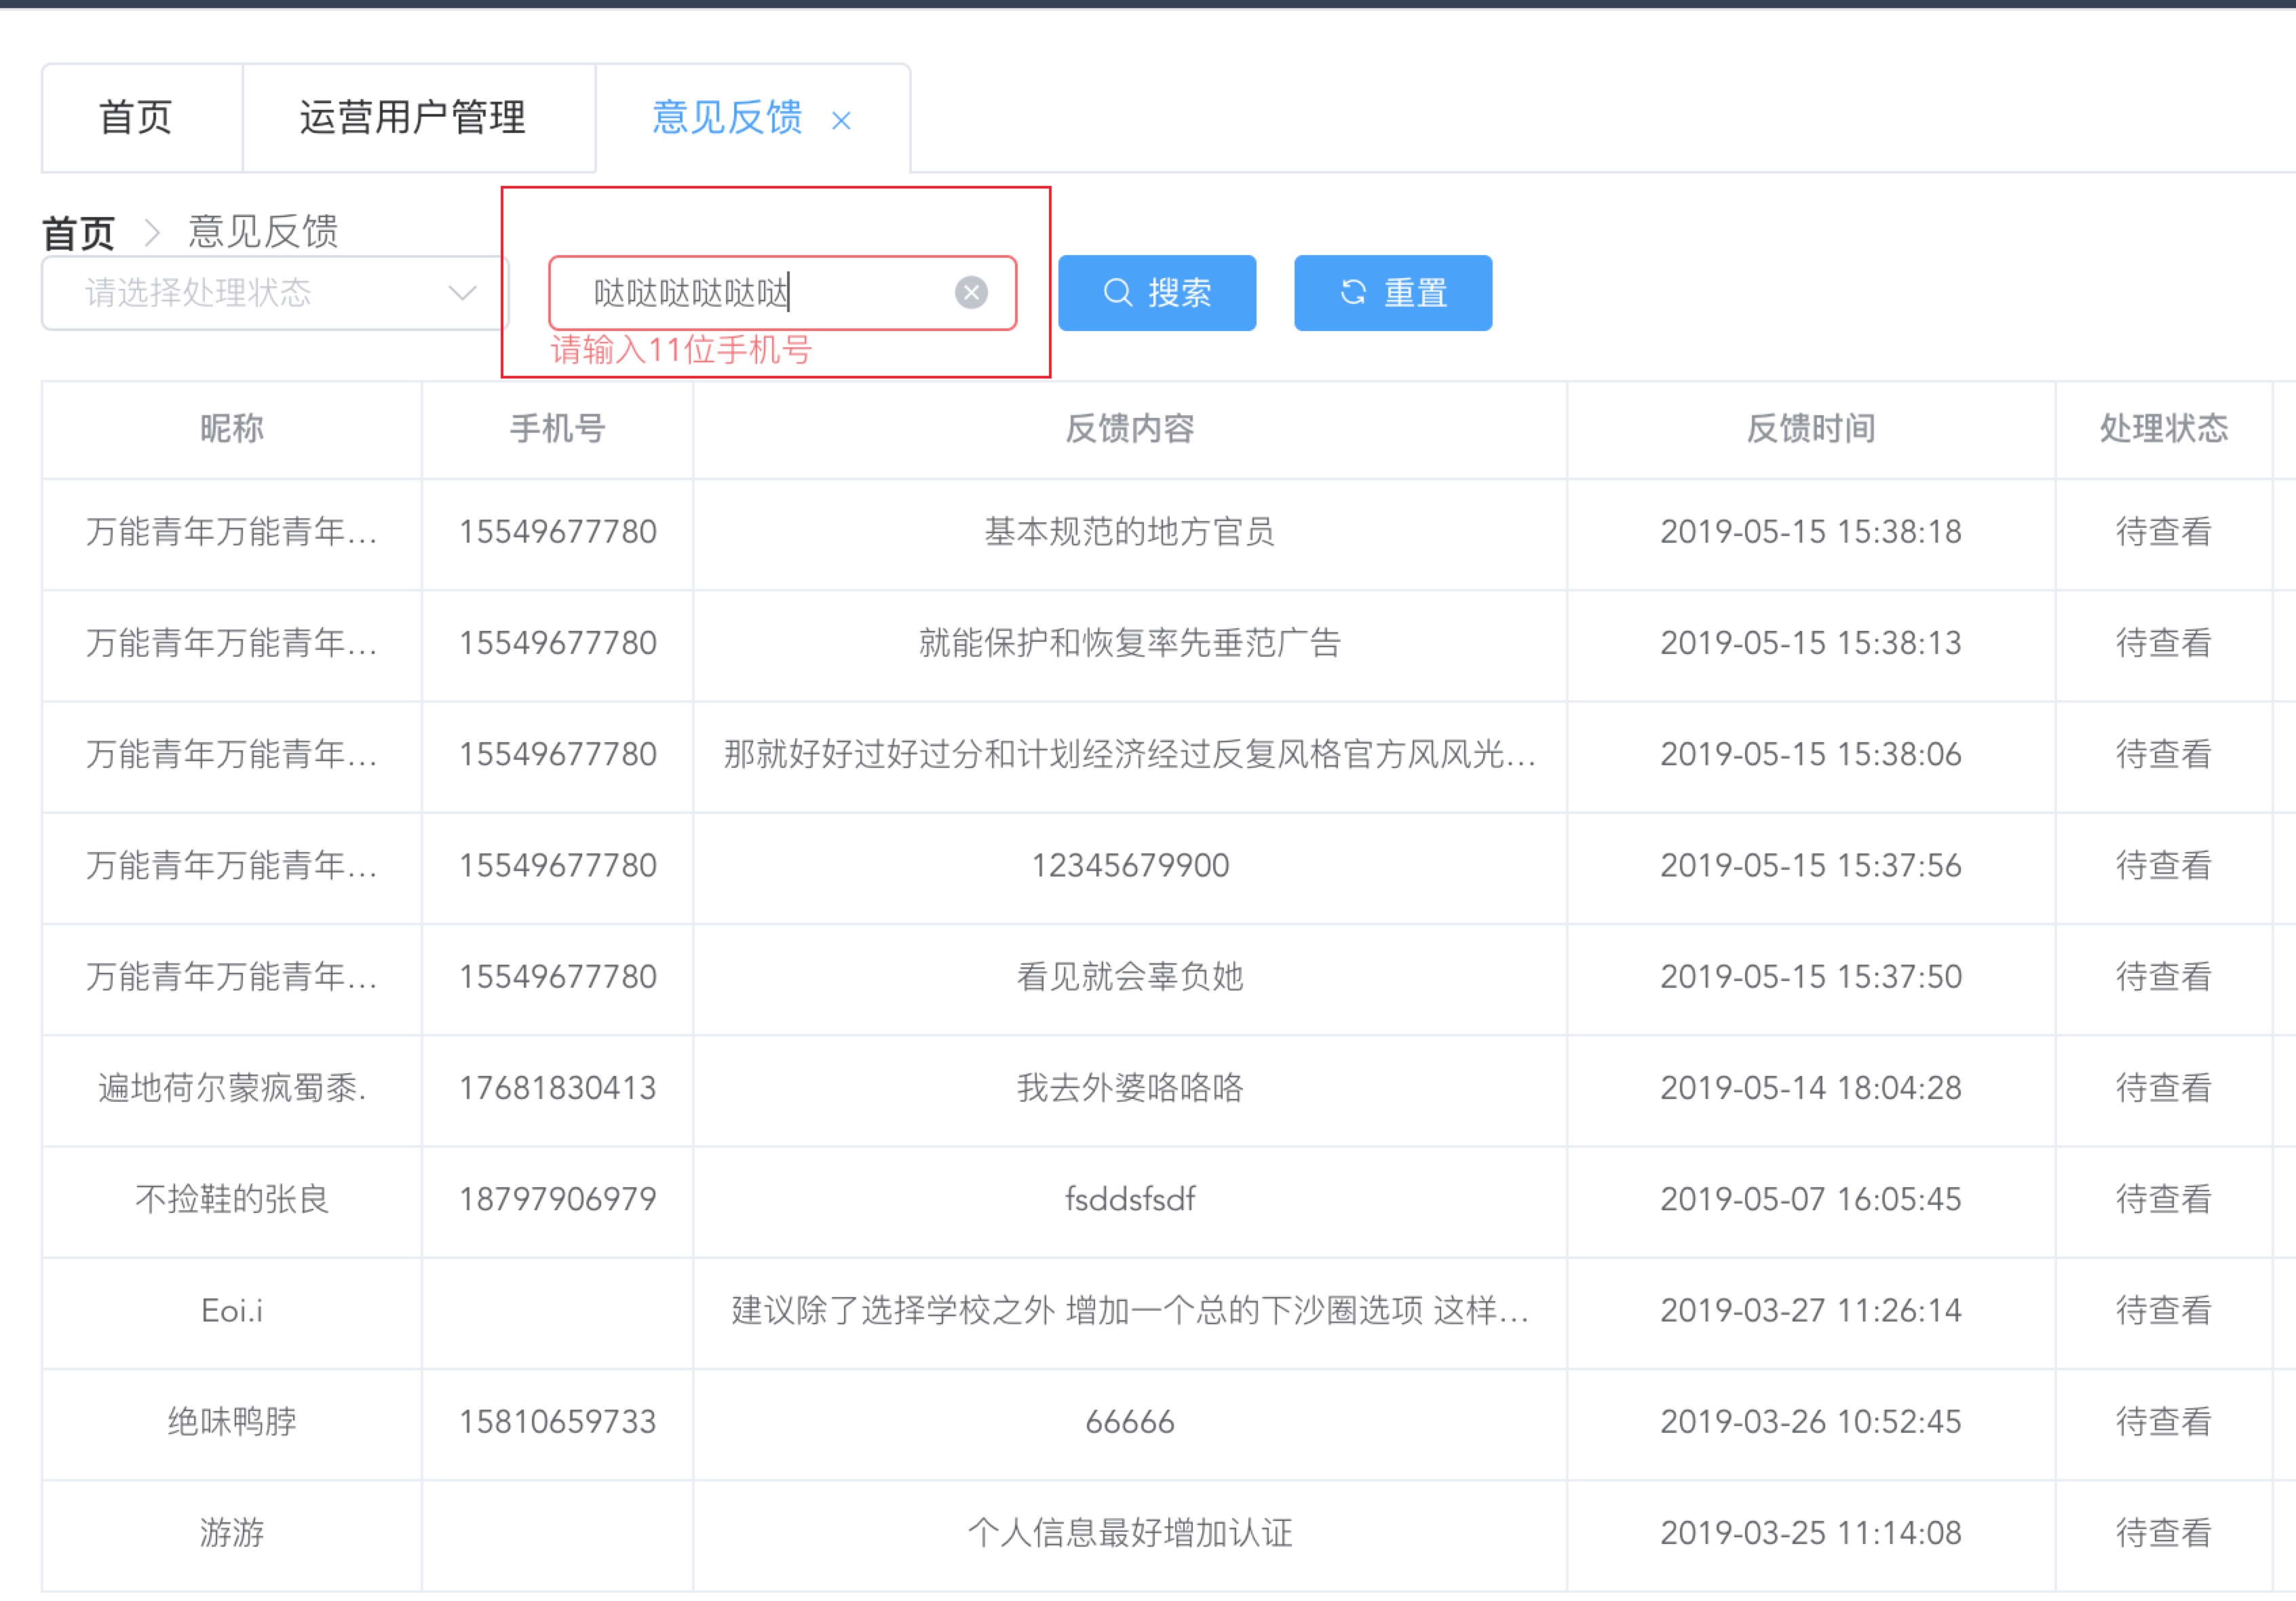 首页 运营用户管理 意见反馈
首页 > 意见反馈
请选择处理状态 哒哒哒哒哒哒 搜索 重置
请输入11位手机号
昵称 手机号 反馈内容 反馈时间 处理状态
万能青年万能青年... 15549677780 基本规范的地方官员 2019-05-15 15:38:18 待查看
万能青年万能青年... 15549677780 就能保护和恢复率先垂范广告 2019-05-15 15:38:13 待查看
万能青年万能青年... 15549677780 那就好好过好过分和计划经济经过反复风格官方风风光... 2019-05-15 15:38:06 待查看
万能青年万能青年... 15549677780 12345679900 2019-05-15 15:37:56 待查看
万能青年万能青年... 15549677780 看见就会辜负她 2019-05-15 15:37:50 待查看
遍地荷尔蒙疯蜀黍. 17681830413 我去外婆咯咯咯 2019-05-14 18:04:28 待查看
不捡鞋的张良 18797906979 fsddsfsdf 2019-05-07 16:05:45 待查看
Eoi.i 建议除了选择学校之外 增加一个总的下沙圈选项 这样... 2019-03-27 11:26:14 待查看
绝味鸭脖 15810659733 66666 2019-03-26 10:52:45 待查看
游游 个人信息最好增加认证 2019-03-25 11:14:08 待查看